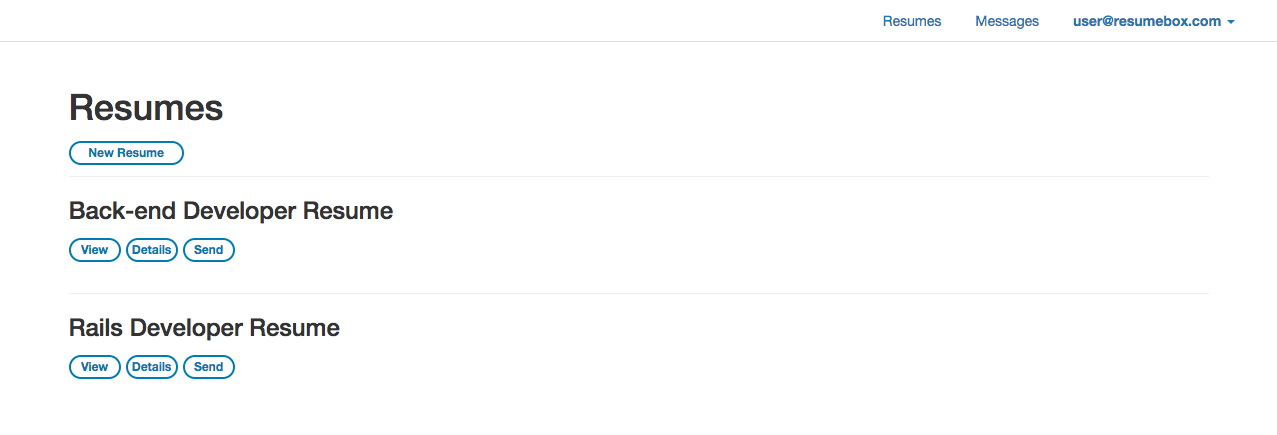 Resumes Messages user@resumebox.com
Resumes
New Resume
Back-end Developer Resume
View Details Send
Rails Developer Resume
View Details Send